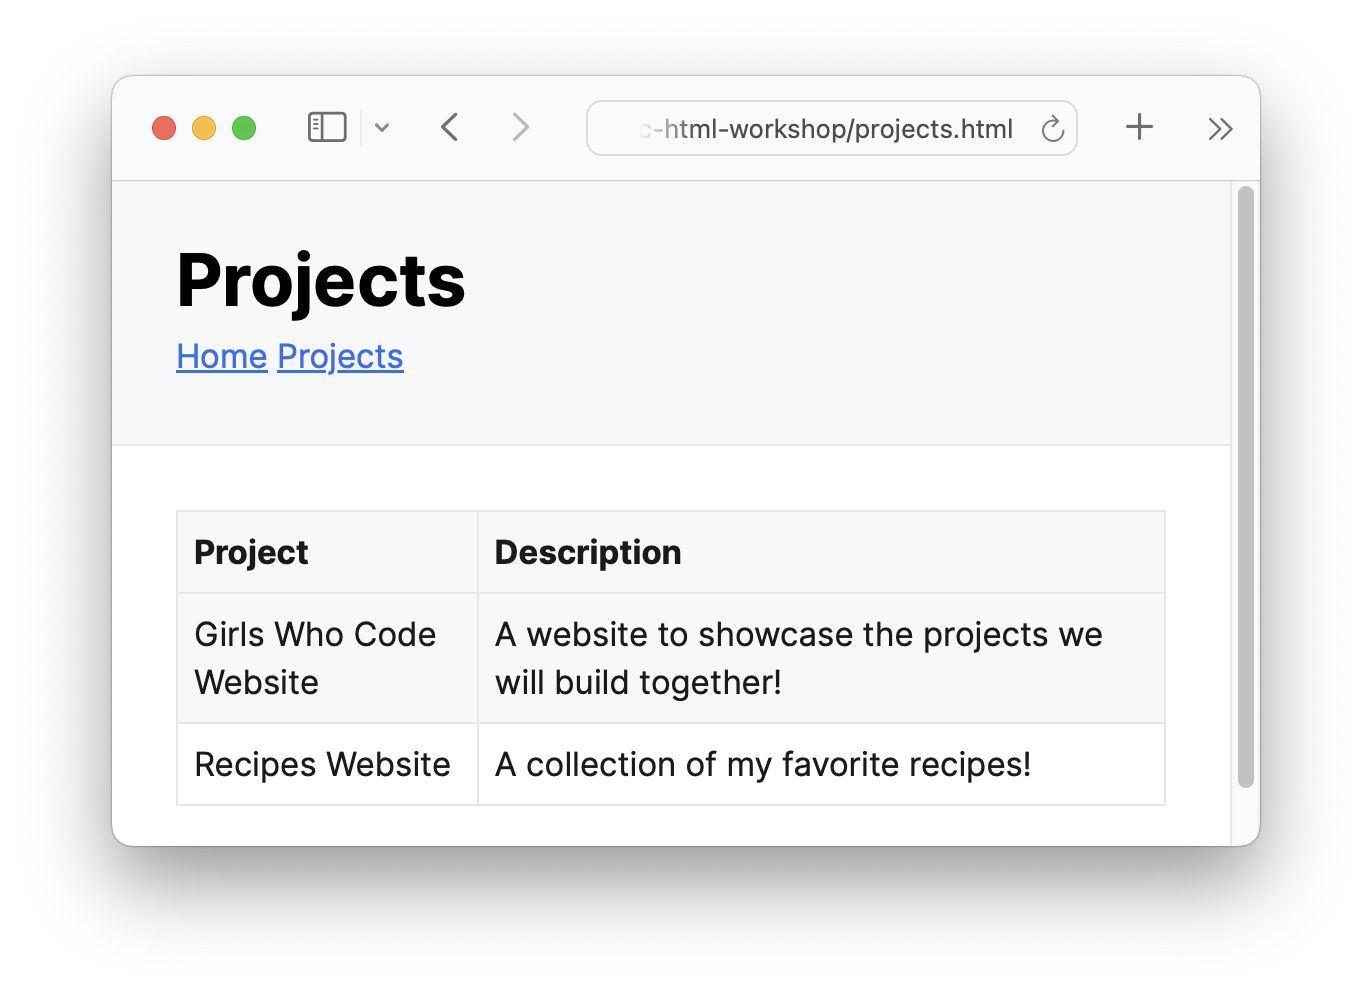 c-html-workshop/projects.html
Projects
Home Projects
Project Description
Girls Who Code Website A website to showcase the projects we will build together!
Recipes Website A collection of my favorite recipes!